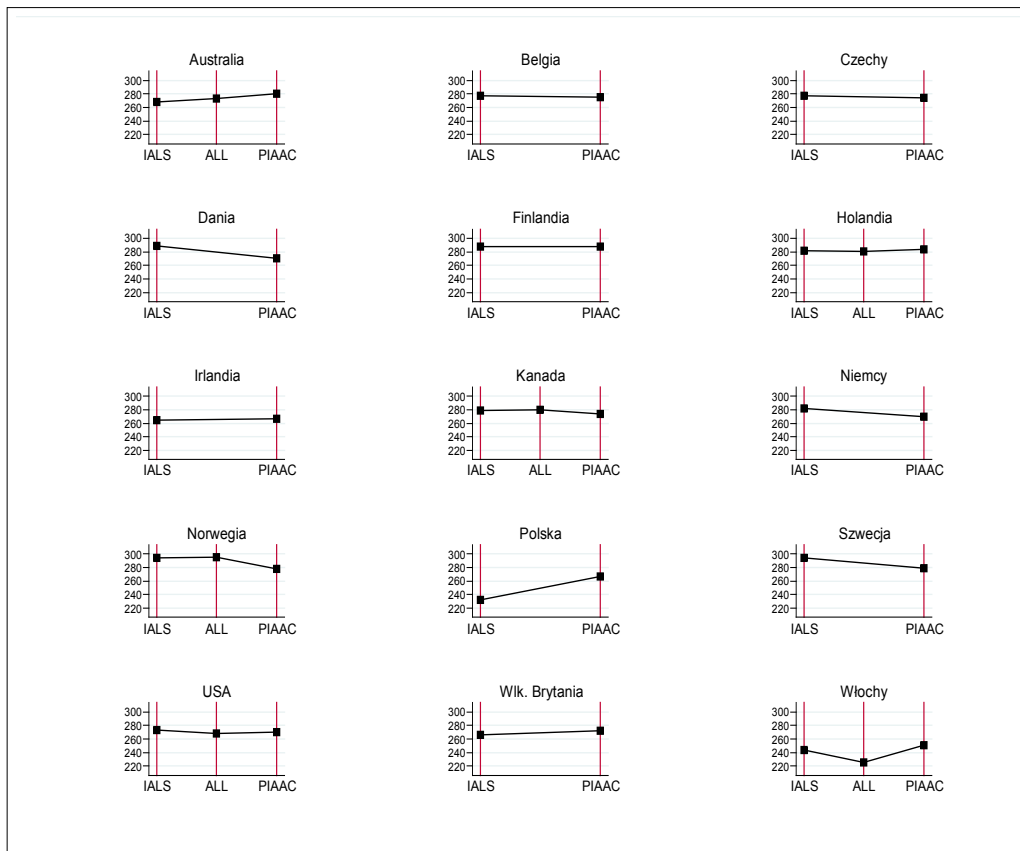 Australia Belgia Czechy
300 300 300
280 280 280
260 260 260
240 240 240
220 220 220
IALS ALL PIAAC IALS PIAAC IALS PIAAC
Dania Finlandia Holandia
300 300 300
280 280 280
260 260 260
240 240 240
220 220 220
IALS PIAAC IALS PIAAC IALS ALL PIAAC
Irlandia Kanada Niemcy
300 300 300
280 280 280
260 260 260
240 240 240
220 220 220
IALS PIAAC IALS ALL PIAAC IALS PIAAC
Norwegia Polska Szwecja
300 300 300
280 280 280
260 260 260
240 240 240
220 220 220
IALS ALL PIAAC IALS PIAAC IALS PIAAC
USA Wlk. Brytania Włochy
300 300 300
280 280 280
260 260 260
240 240 240
220 220 220
IALS ALL PIAAC IALS PIAAC IALS ALL PIAAC